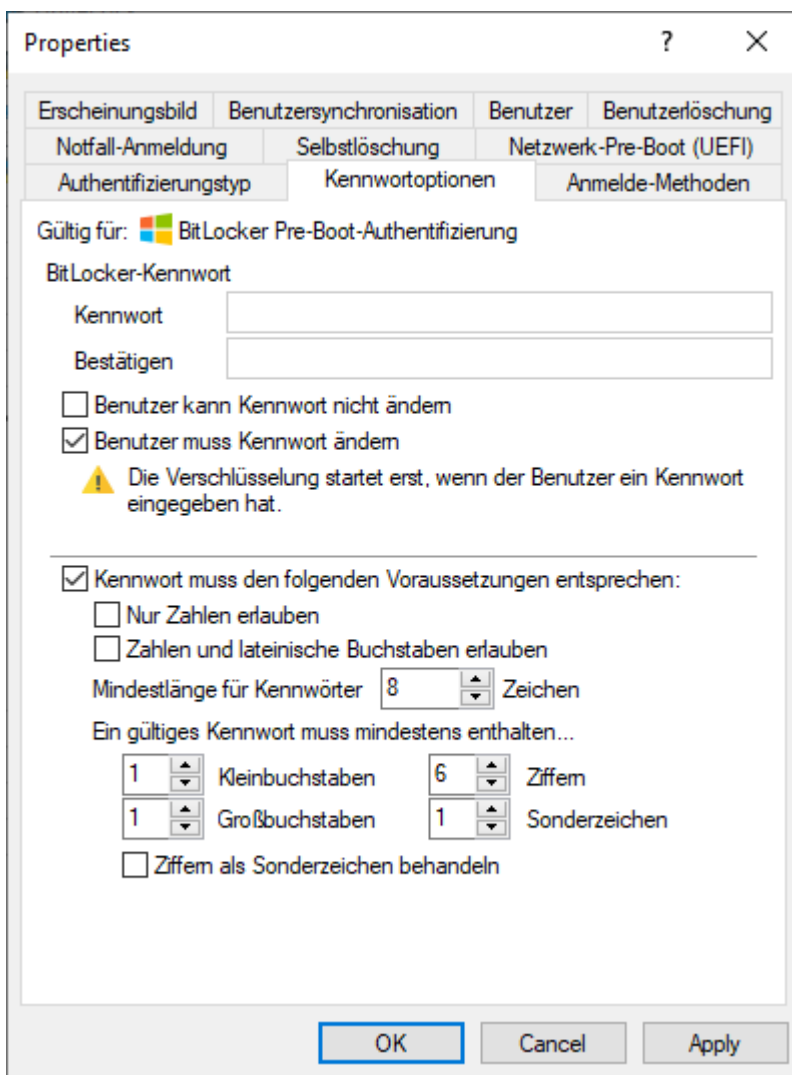 Properties
Erscheinungsbild Benutzersynchronisation Benutzer Benutzerlöschung
Notfall-Anmeldung Selbstlöschung Netzwerk-Pre-Boot (UEFI)
Authentifizierungstyp Kennwortoptionen Anmelde-Methoden
Gültig für: BitLocker Pre-Boot-Authentifizierung
BitLocker-Kennwort
Kennwort
Bestätigen
Benutzer kann Kennwort nicht ändern
Benutzer muss Kennwort ändern
Die Verschlüsselung startet erst, wenn der Benutzer ein Kennwort
eingegeben hat.
Kennwort muss den folgenden Voraussetzungen entsprechen:
Nur Zahlen erlauben
Zahlen und lateinische Buchstaben erlauben
Mindestlänge für Kennwörter 8 Zeichen
Ein gültiges Kennwort muss mindestens enthalten...
1 Kleinbuchstaben 6 Ziffern
1 Großbuchstaben 1 Sonderzeichen
Ziffern als Sonderzeichen behandeln
OK Cancel Apply